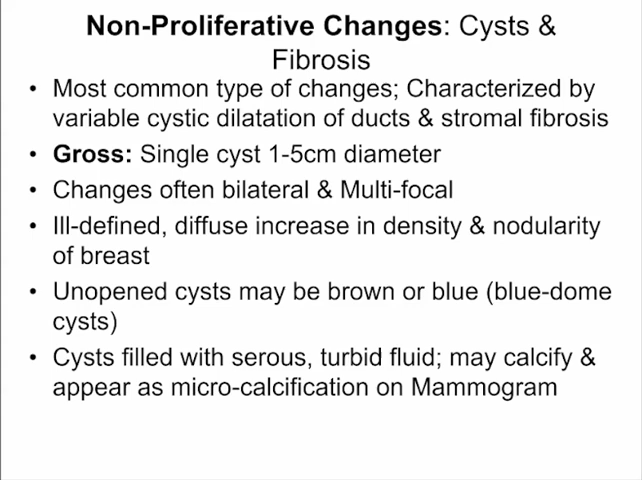 Non-Proliferative Changes: Cysts &
Fibrosis
• Most common type of changes; Characterized by
variable cystic dilatation of ducts & stromal fibrosis
• Gross: Single cyst 1-5cm diameter
• Changes often bilateral & Multi-focal
• Ill-defined, diffuse increase in density & nodularity
of breast
• Unopened cysts may be brown or blue (blue-dome
cysts)
• Cysts filled with serous, turbid fluid; may calcify &
appear as micro-calcification on Mammogram